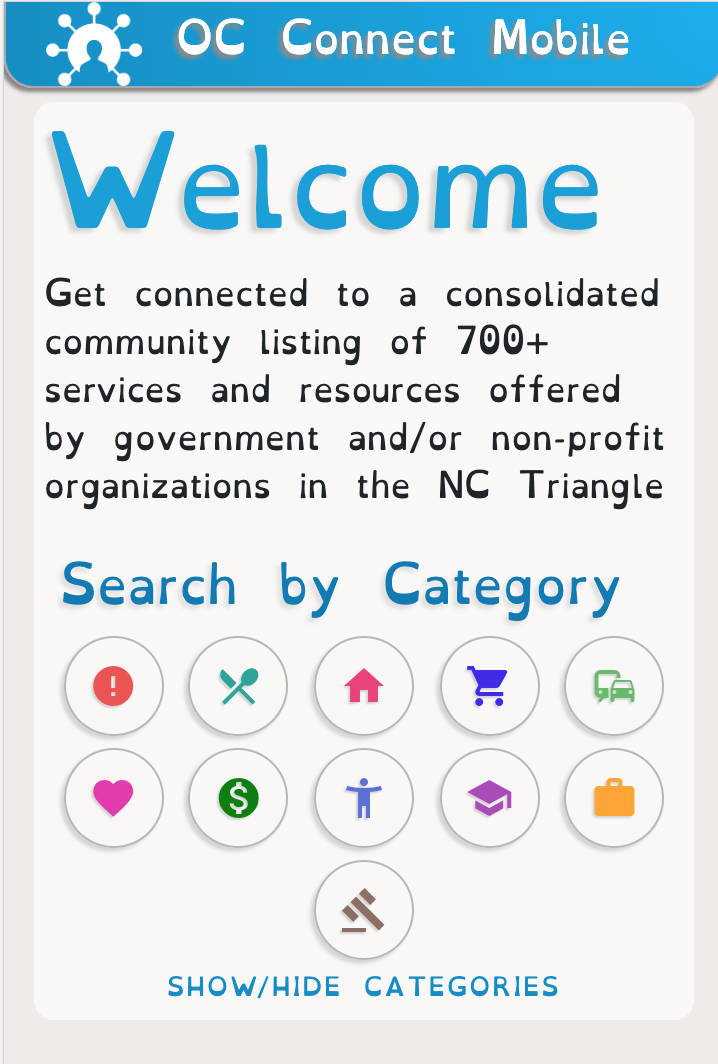 OC Connect Mobile
Welcome
Get connected to a consolidated
community listing of 700+
services and resources offered
by government and/or non-profit
organizations in the NC Triangle
Search by Category
SHOW/HIDE CATEGORIES